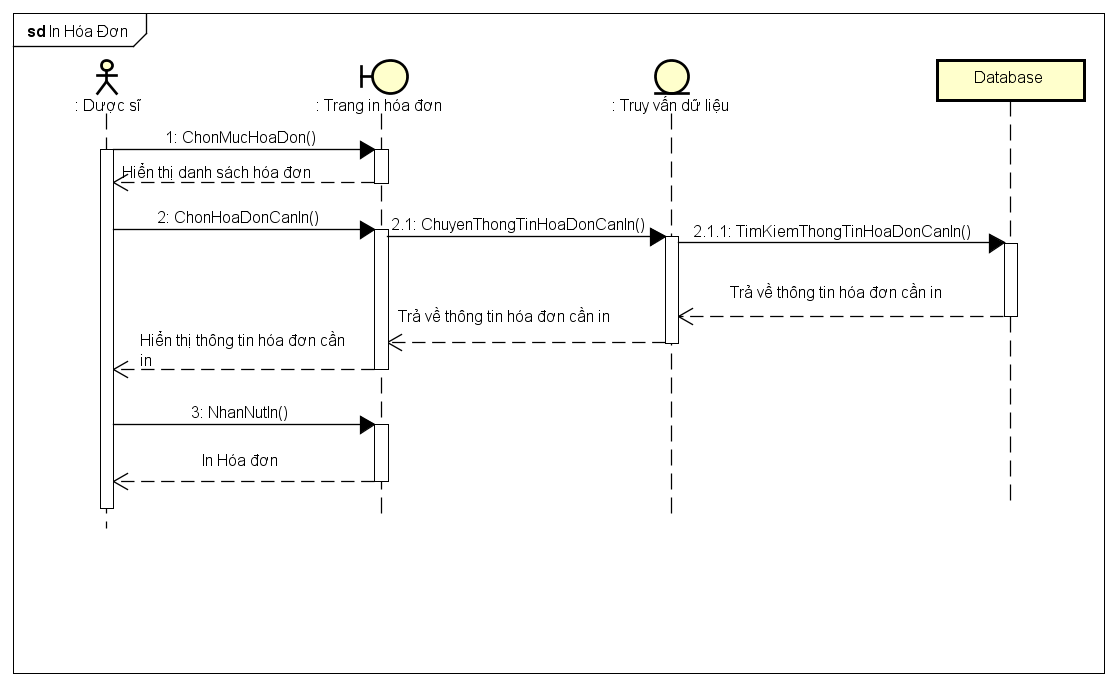 sd In Hóa Đơn
: Dược sĩ
: Trang in hóa đơn
: Truy vấn dữ liệu
Database
1: ChonMucHoaDon()
Hiển thị danh sách hóa đơn
2: ChonHoaDonCanIn()
2.1: ChuyenThongTinHoaDonCanIn()
2.1.1: TimKiemThongTinHoaDonCanIn()
Trả về thông tin hóa đơn cần in
Trả về thông tin hóa đơn cần in
Hiển thị thông tin hóa đơn cần
in
3: NhanNutIn()
In Hóa đơn